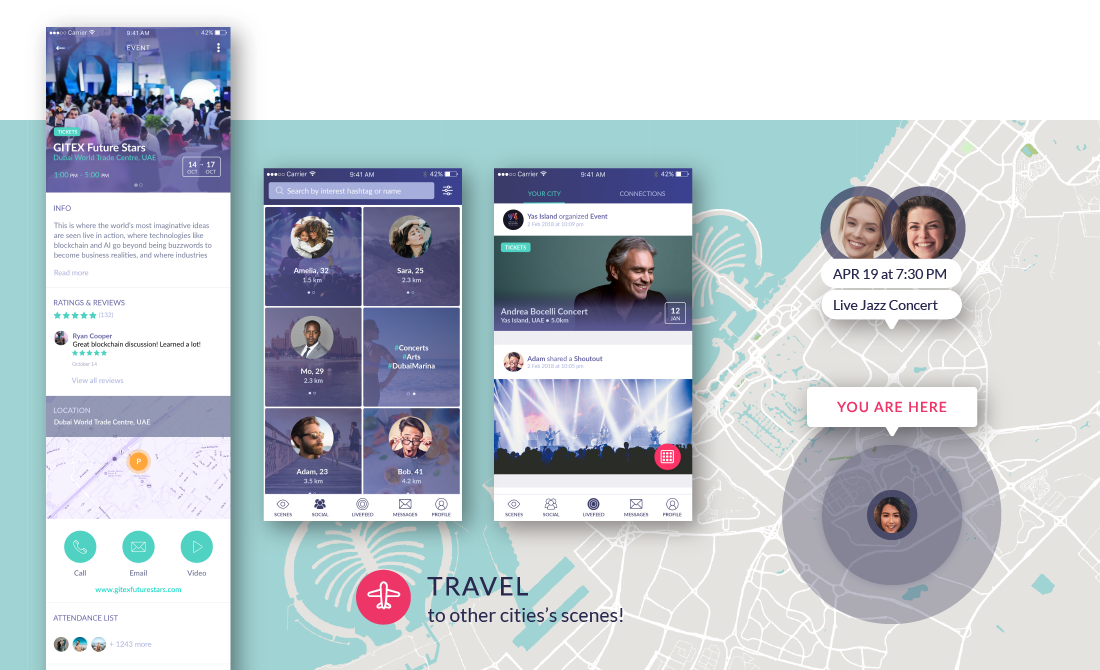 Carrier 9:41 AM 42%
EVENT
TICKETS
GITEX Future Stars
Dubai World Trade Centre, UAE
1:00 PM - 5:00 PM
14 - 17
OCT OCT
INFO
This is where the world's most imaginative ideas
are seen live in action, where technologies like
blockchain and AI go beyond being buzzwords to
become business realities, and where industries
Read more
RATINGS & REVIEWS
(132)
Ryan Cooper
Great blockchain discussion! Learned a lot!
October 14
View all reviews
LOCATION
Dubai World Trade Centre, UAE
P
Call Email Video
www.gitexfuturestars.com
ATTENDANCE LIST
+ 1243 more
Carrier 9:41 AM 42%
Search by interest hashtag or name
Amelia, 32
1.5 km
Sara, 25
2.3 km
Mo, 29
2.3 km
#Concerts
#Arts
#DubaiMarina
Adam, 23
3.5 km
Bob, 41
4.2 km
SCENES SOCIAL LIVEFEED MESSAGES PROFILE
Carrier 9:41 AM 42%
YOUR CITY CONNECTIONS
Yas Island organized Event
2 Feb 2018 at 10:09 pm
TICKETS
Andrea Bocelli Concert
Yas Island, UAE • 5.0km
12
JAN
Adam shared a Shoutout
2 Feb 2018 at 10:05 pm
SCENES SOCIAL LIVEFEED MESSAGES PROFILE
APR 19 at 7:30 PM
Live Jazz Concert
YOU ARE HERE
TRAVEL
to other cities's scenes!